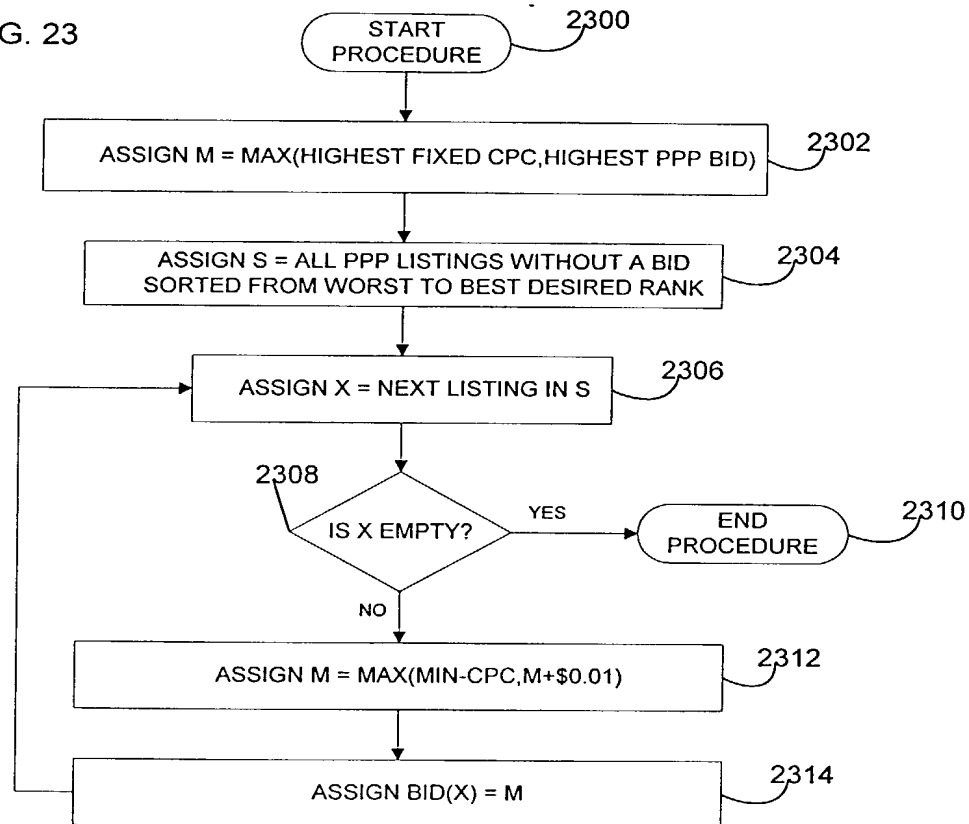 G. 23
START
PROCEDURE
2300
ASSIGN M = MAX(HIGHEST FIXED CPC,HIGHEST PPP BID)
2302
ASSIGN S = ALL PPP LISTINGS WITHOUT A BID
SORTED FROM WORST TO BEST DESIRED RANK
2304
ASSIGN X = NEXT LISTING IN S
2306
2308
IS X EMPTY?
YES
END
PROCEDURE
2310
NO
ASSIGN M = MAX(MIN-CPC,M+$0.01)
2312
ASSIGN BID(X) = M
2314